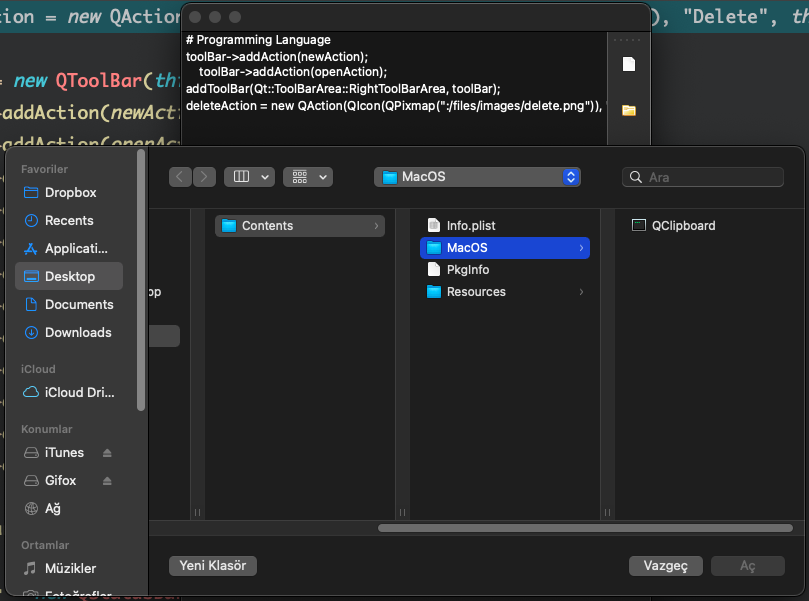 ion = new QAction
), "Delete", th
# Programming Language
toolBar->addAction(newAction);
toolBar->addAction(openAction);
addToolBar(Qt::ToolBarArea::RightToolBarArea, toolBar);
deleteAction = new QAction(QIcon(QPixmap(":/files/images/delete.png")),
= new QToolBar(th
addAction(newAct
addAction(openAct
Favoriler
Dropbox
Recents
Applicati...
Desktop
Documents
Downloads
iCloud
iCloud Dri...
Konumlar
iTunes
Gifox
Ağ
Ortamlar
Müzikler
Fotoğraflar
MacOS
Ara
op
Contents
Info.plist
MacOS
PkgInfo
Resources
QClipboard
Yeni Klasör
Vazgeç
Aç